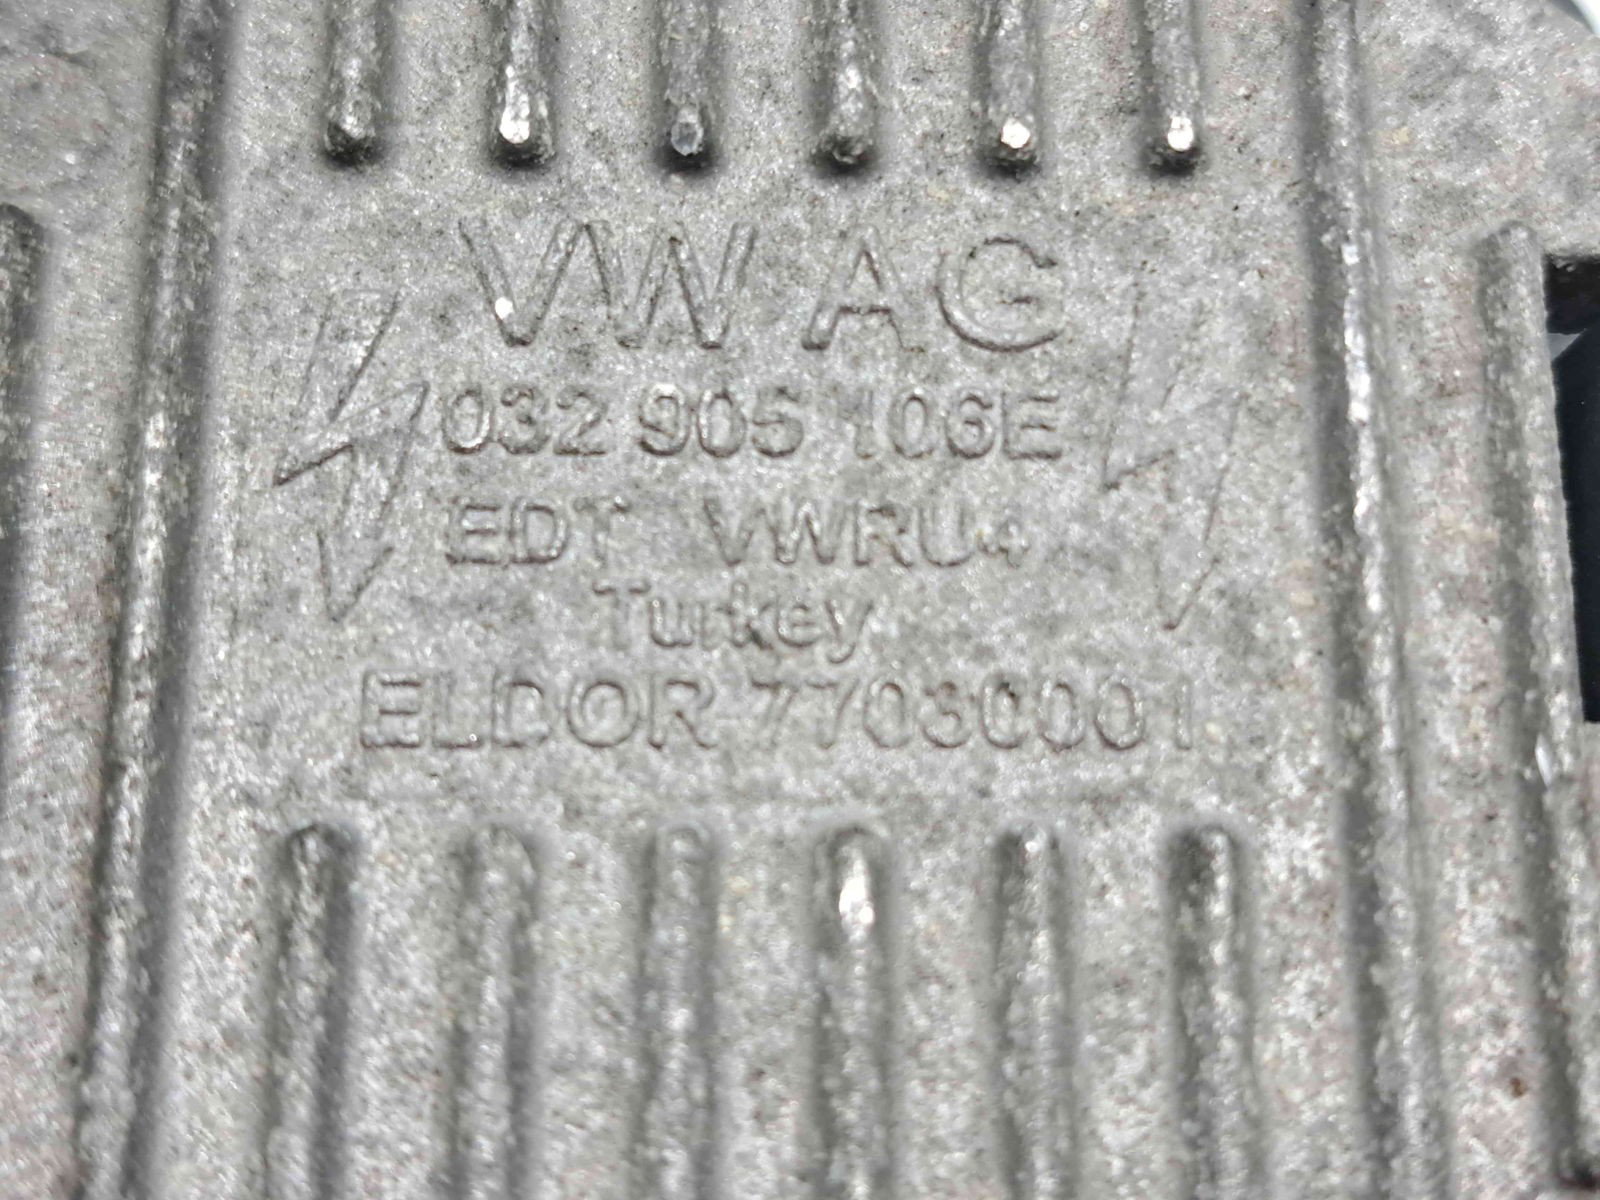 VW AG
032 905 106E
EDT VWRU4
Turkey
ELDOR 77030001